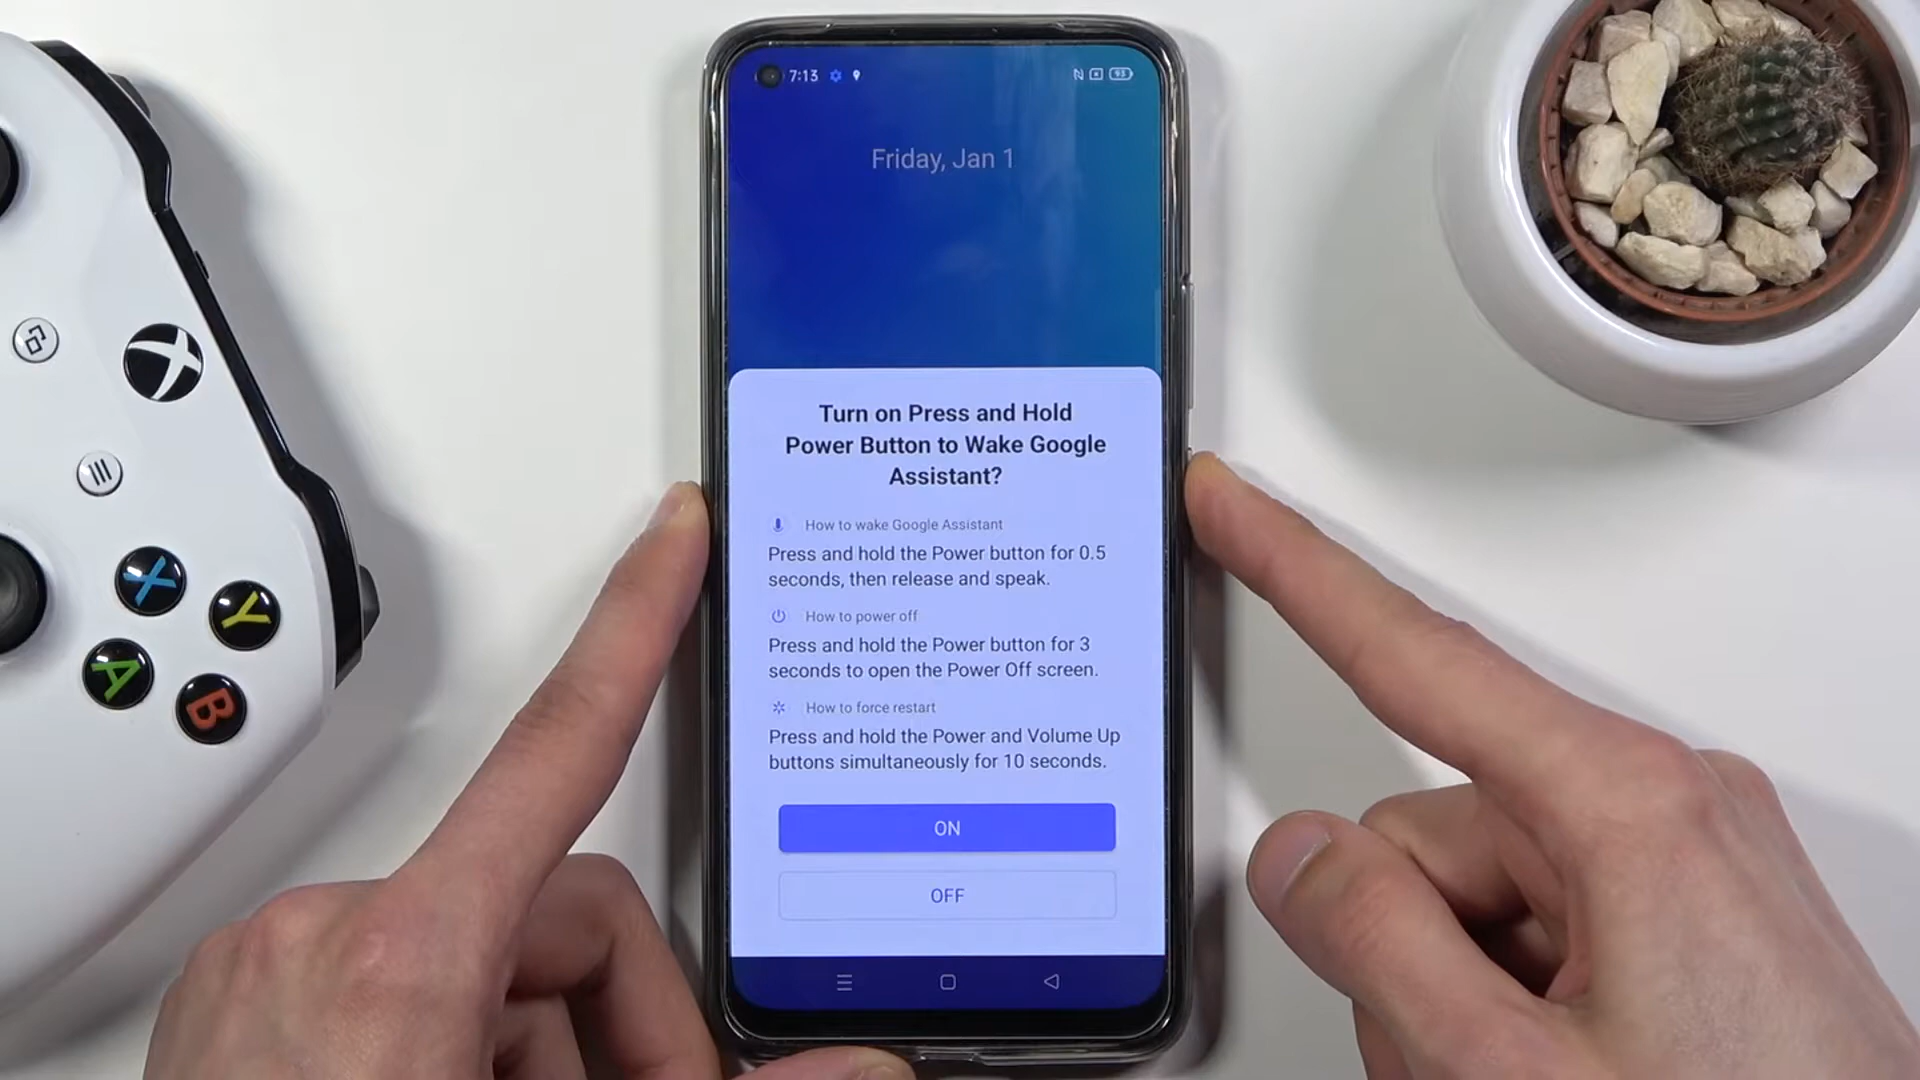 7:13
93
Friday, Jan 1
Turn on Press and Hold
Power Button to Wake Google
Assistant?
How to wake Google Assistant
Press and hold the Power button for 0.5
seconds, then release and speak.
How to power off
Press and hold the Power button for 3
seconds to open the Power Off screen.
How to force restart
Press and hold the Power and Volume Up
buttons simultaneously for 10 seconds.
ON
OFF
X
Y
A
B